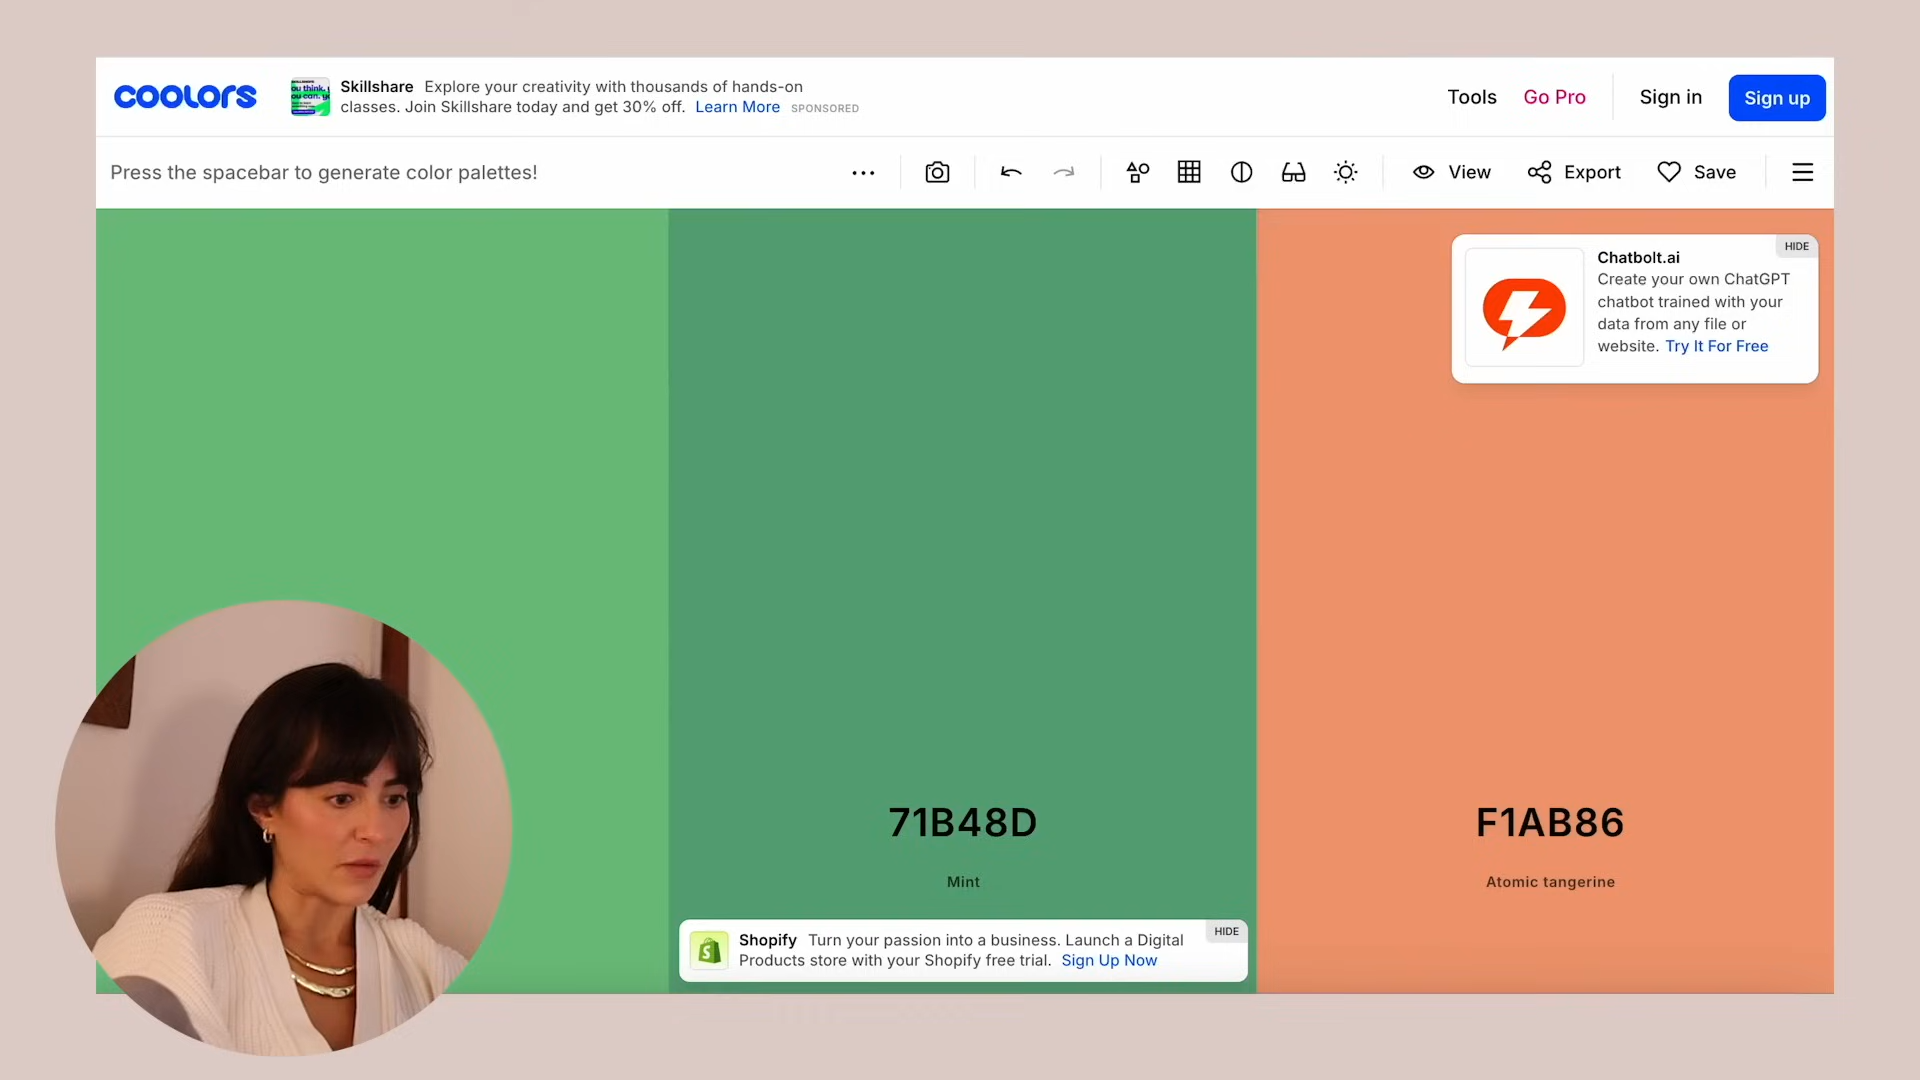 coolors
Skillshare Explore your creativity with thousands of hands-on
classes. Join Skillshare today and get 30% off. Learn More SPONSORED
Tools
Go Pro
Sign in
Sign up
Press the spacebar to generate color palettes!
View
Export
Save
HIDE
Chatbolt.ai
Create your own ChatGPT
chatbot trained with your
data from any file or
website. Try It For Free
71B48D
Mint
F1AB86
Atomic tangerine
HIDE
Shopify Turn your passion into a business. Launch a Digital
Products store with your Shopify free trial. Sign Up Now